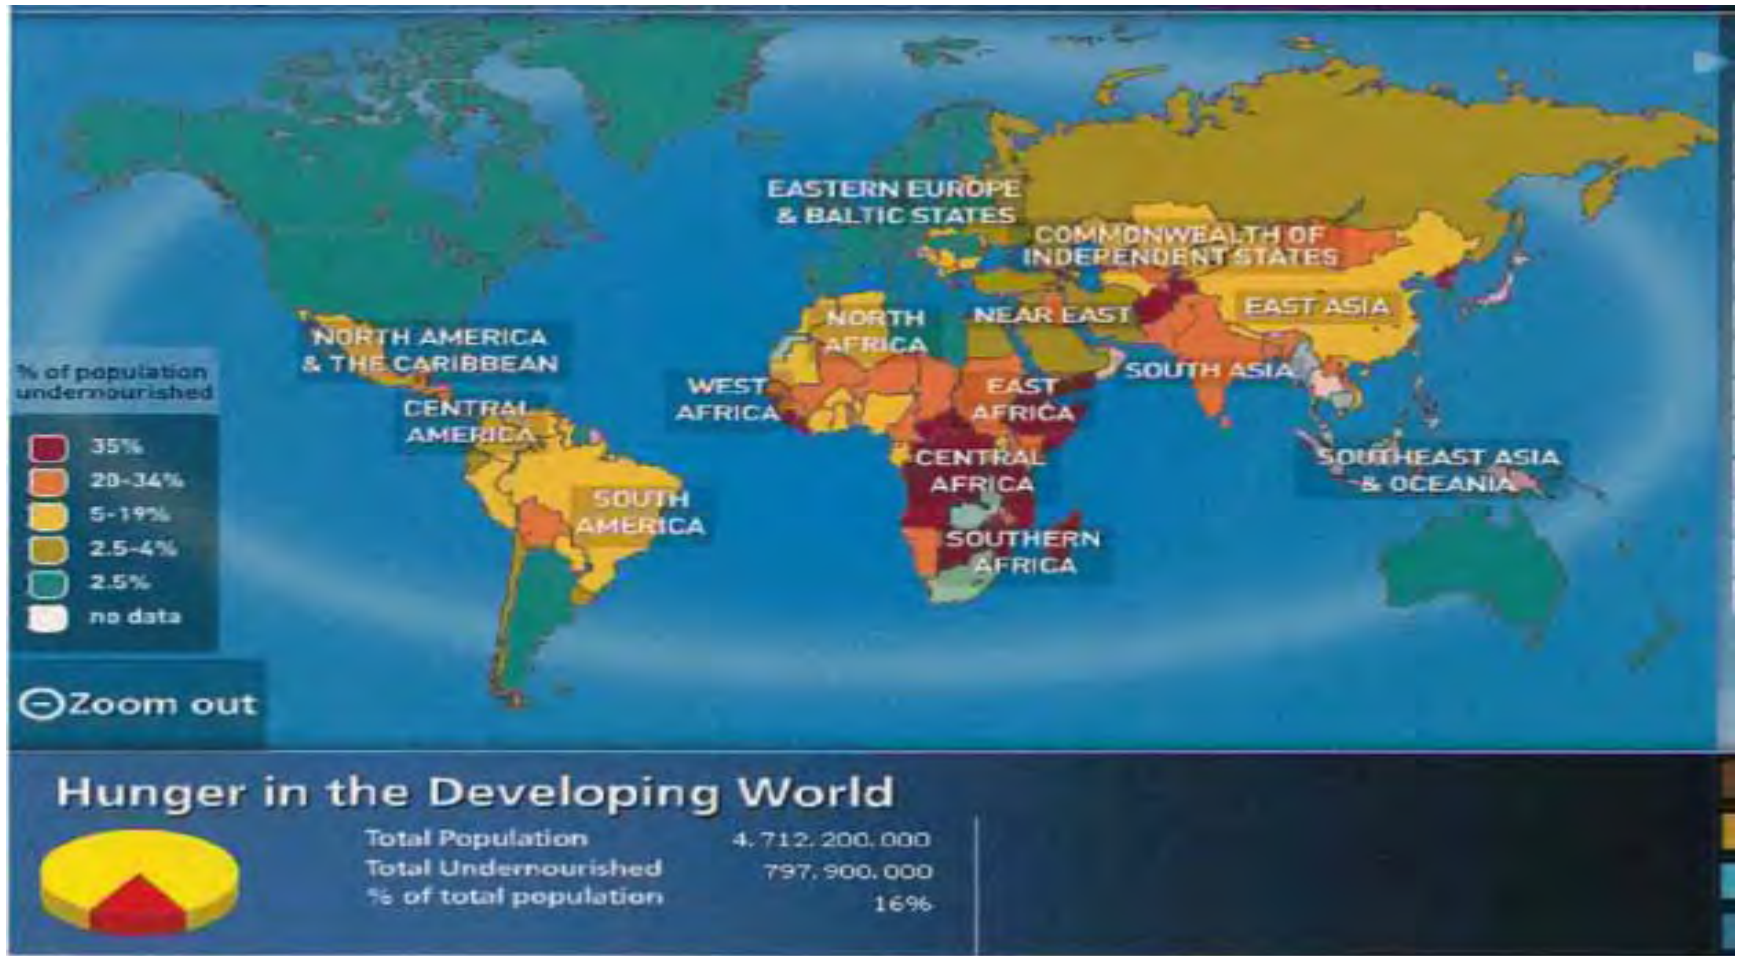 EASTERN EUROPE
& BALTIC STATES
COMMONWEALTH OF
INDEPENDENT STATES
EAST ASIA
NORTH
AFRICA
NEAR EAST
NORTH AMERICA
& THE CARIBBEAN
% of population
undernourished
WEST
AFRICA
EAST
AFRICA
SOUTH ASIA
CENTRAL
AMERICA
35%
20-34%
5-19%
2.5-4%
2.5%
no data
CENTRAL
AFRICA
SOUTHEAST ASIA
& OCEANIA
SOUTH
AMERICA
SOUTHERN
AFRICA
Zoom out
Hunger in the Developing World
Total Population 4.712.200.000
Total Undernourished 797.900.000
% of total population 16%